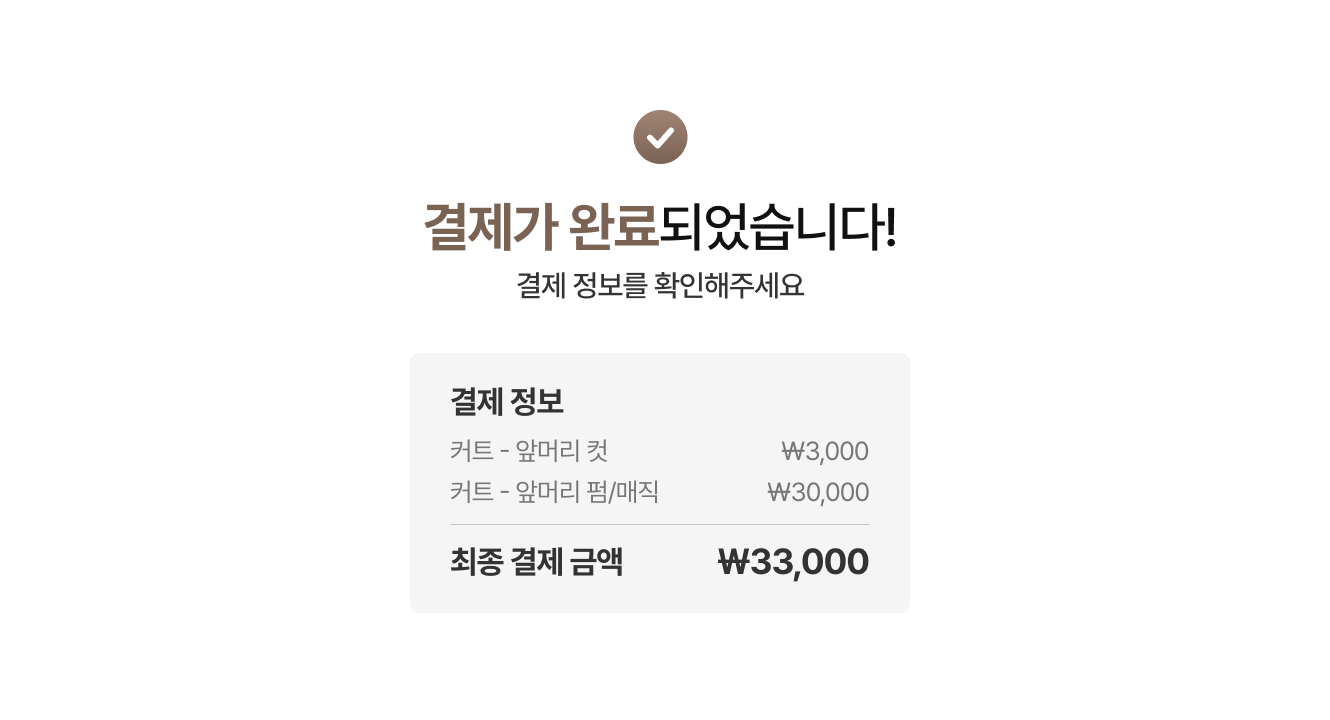 결제가 완료되었습니다!
결제 정보를 확인해주세요
결제 정보
커트 - 앞머리 컷 ₩3,000
커트 - 앞머리 펌/매직 ₩30,000
최종 결제 금액 ₩33,000